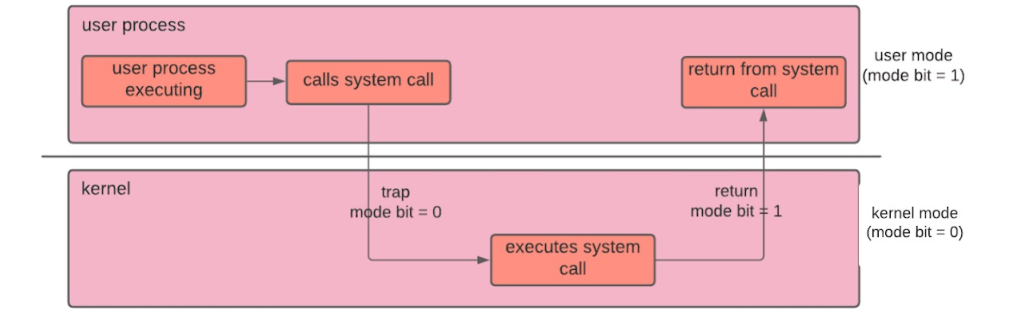 user process
user process
executing
calls system call
return from system
call
user mode
(mode bit = 1)
kernel
trap
mode bit = 0
return
mode bit = 1
executes system
call
kernel mode
(mode bit = 0)